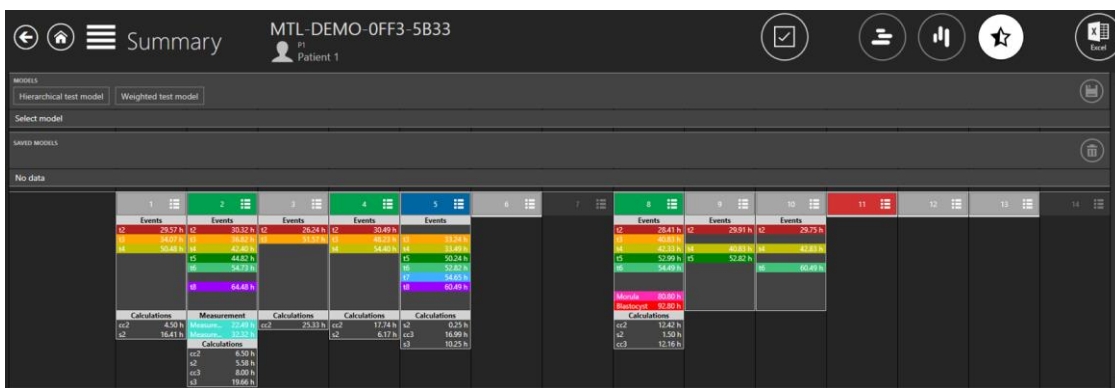 Summary
MTL-DEMO-0FF3-5B33
P1
Patient 1
Excel
MODELS
Hierarchical test model Weighted test model
Select model
SAVED MODELS
No data
1 2 3 4 5 6 7 8 9 10 11 12 13 14
Events Events Events Events Events Events Events Events
t2 29.57 h t2 30.32 h t2 26.24 h t2 30.49 h t2 28.41 h t2 29.91 h t2 29.75 h
t3 34.07 h t3 36.82 h t3 51.57 h t3 48.23 h t3 33.24 h t3 40.83 h
t4 50.48 h t4 42.40 h t4 54.40 h t4 33.49 h t4 42.33 h t4 40.83 h t4 42.83 h
t5 44.82 h t5 50.24 h t5 52.99 h t5 52.82 h
t6 54.73 h t6 52.82 h t6 54.49 h t6 60.49 h
t7 54.65 h
t8 64.48 h t8 60.49 h
Morula 80.80 h
Blastocyst 92.80 h
Calculations Measurement Calculations Calculations Calculations Calculations
cc2 4.50 h Measure... 22.49 h cc2 25.33 h cc2 17.74 h s2 0.25 h cc2 12.42 h
s2 16.41 h Measure... 32.52 h s2 6.17 h cc3 16.99 h s2 1.50 h
Calculations s3 10.25 h cc3 12.16 h
cc2 6.50 h
s2 5.58 h
cc3 8.00 h
s3 19.66 h